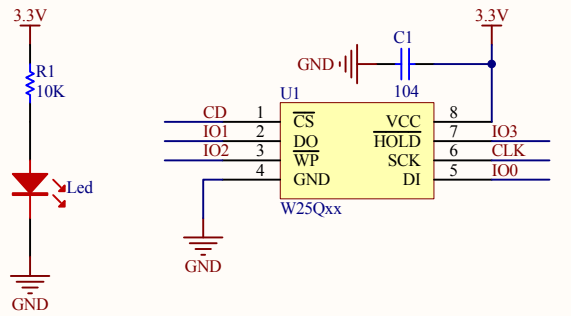 3.3V
R1
10K
Led
GND
3.3V
C1
GND
104
U1
CD 1 CS VCC 8
IO1 2 DO HOLD 7 IO3
IO2 3 WP SCK 6 CLK
4 GND DI 5 IO0
W25Qxx
GND